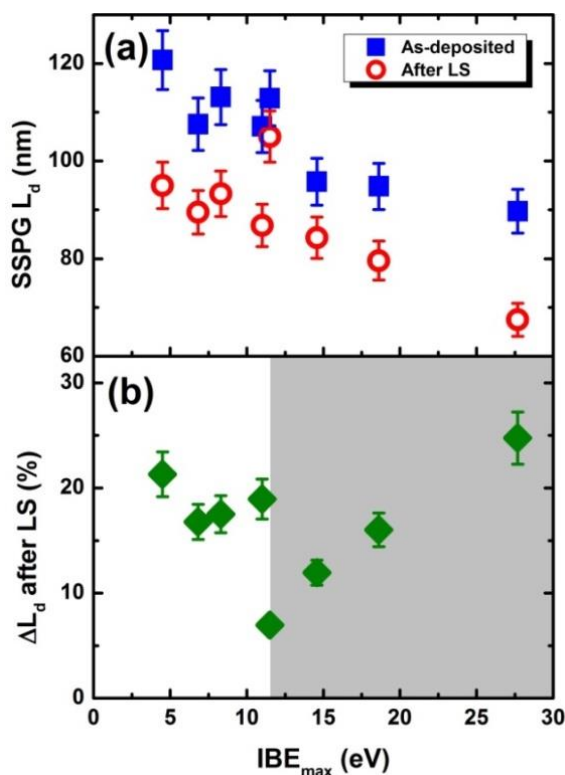 (a)
As-deposited
After LS
SSPG L_d (nm)
120
100
80
60
(b)
ΔL_d after LS (%)
30
20
10
0
0 5 10 15 20 25 30
IBE_max (eV)